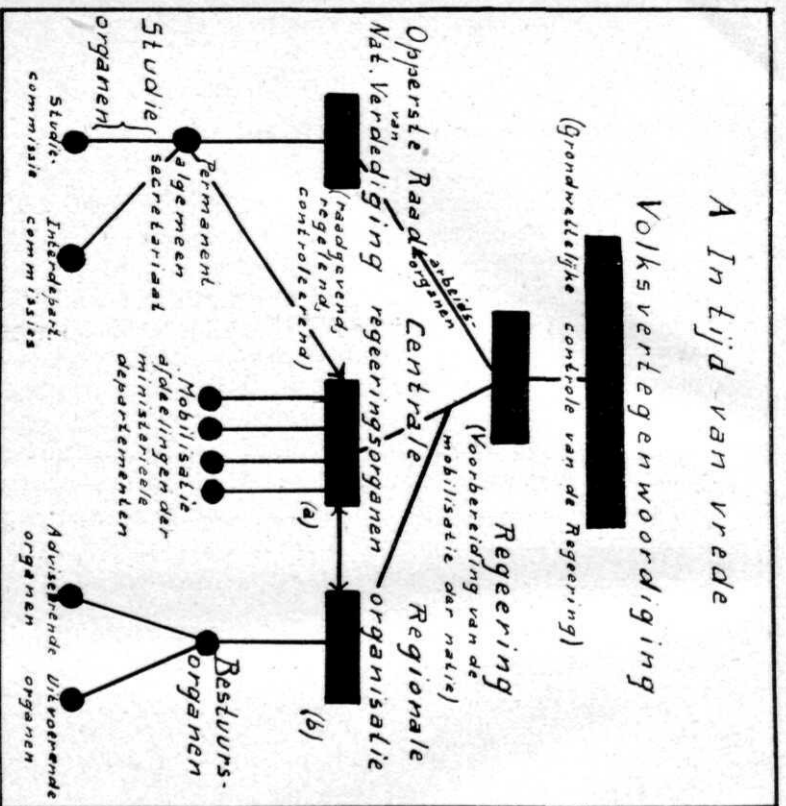 A In tijd van vrede
Volksvertegenwoodiging
(Grondwettelijke controle van de Regeering)
Regeering
(Voorbereiding van de
mobilisatie der natie)
arbeids-
organen
Opperste Raad
van
Nat. Verdediging
(raadgevend,
regelend,
controleerend)
Centrale
regeeringsorganen
(a)
Regionale
organisatie
(b)
Permanent
algemeen
secretariaat
Studie
organen
Studie.
commissie
Interdepart.
commissies
Mobilisatie
afdeelingen der
ministerieele
departementen
Bestuurs-
organen
Adviseerende
organen
Uitvoerende
organen